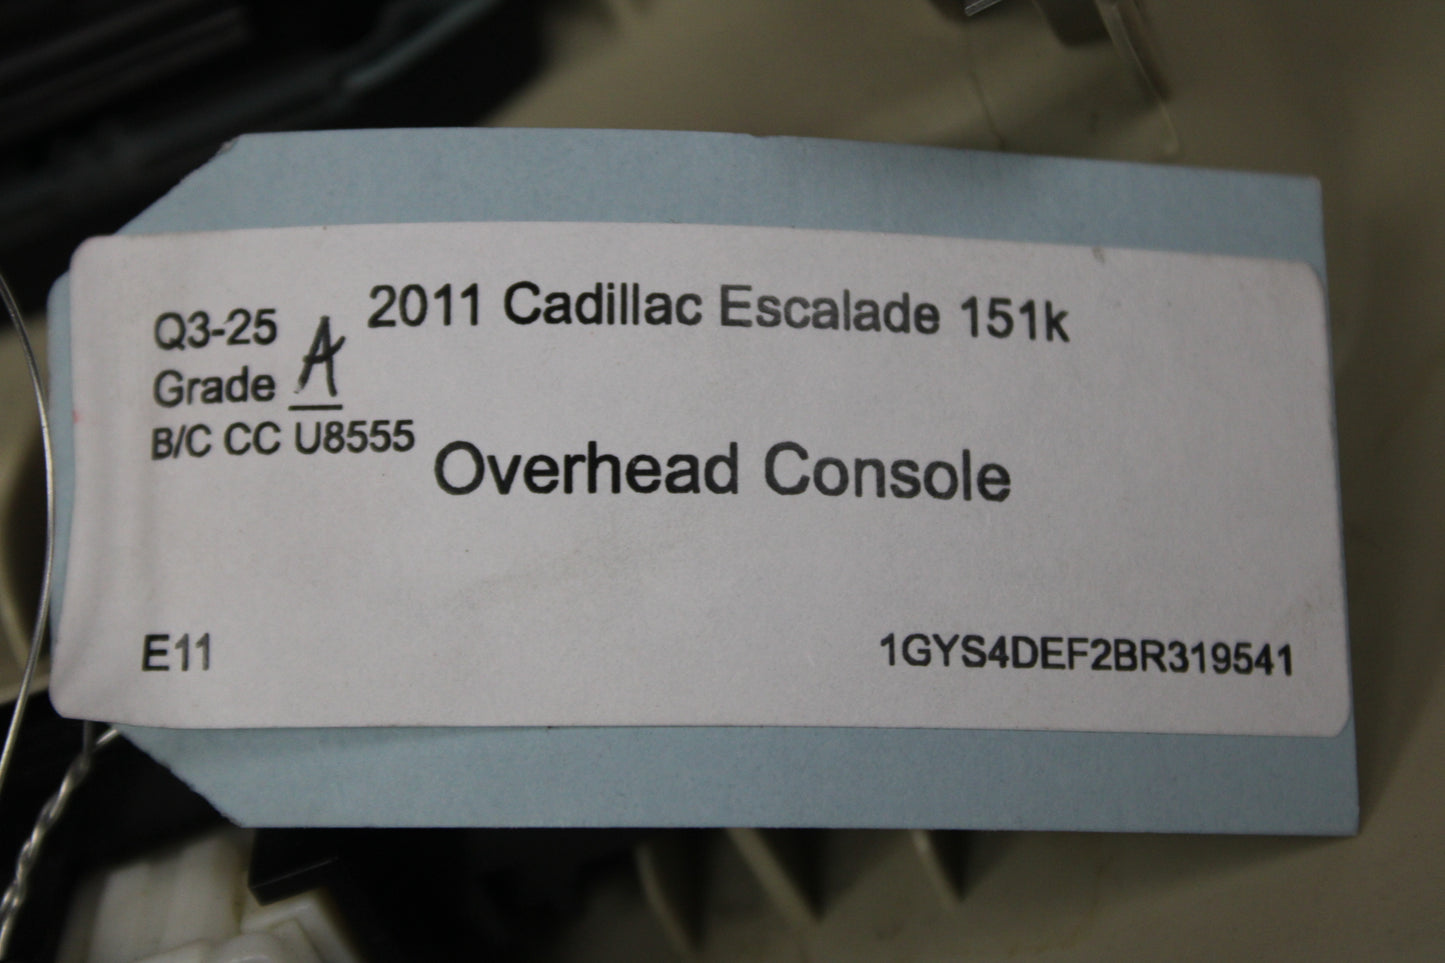 2011 Cadillac Escalade 151k
Q3-25
Grade A
B/C CC U8555
Overhead Console
E11
1GYS4DEF2BR319541